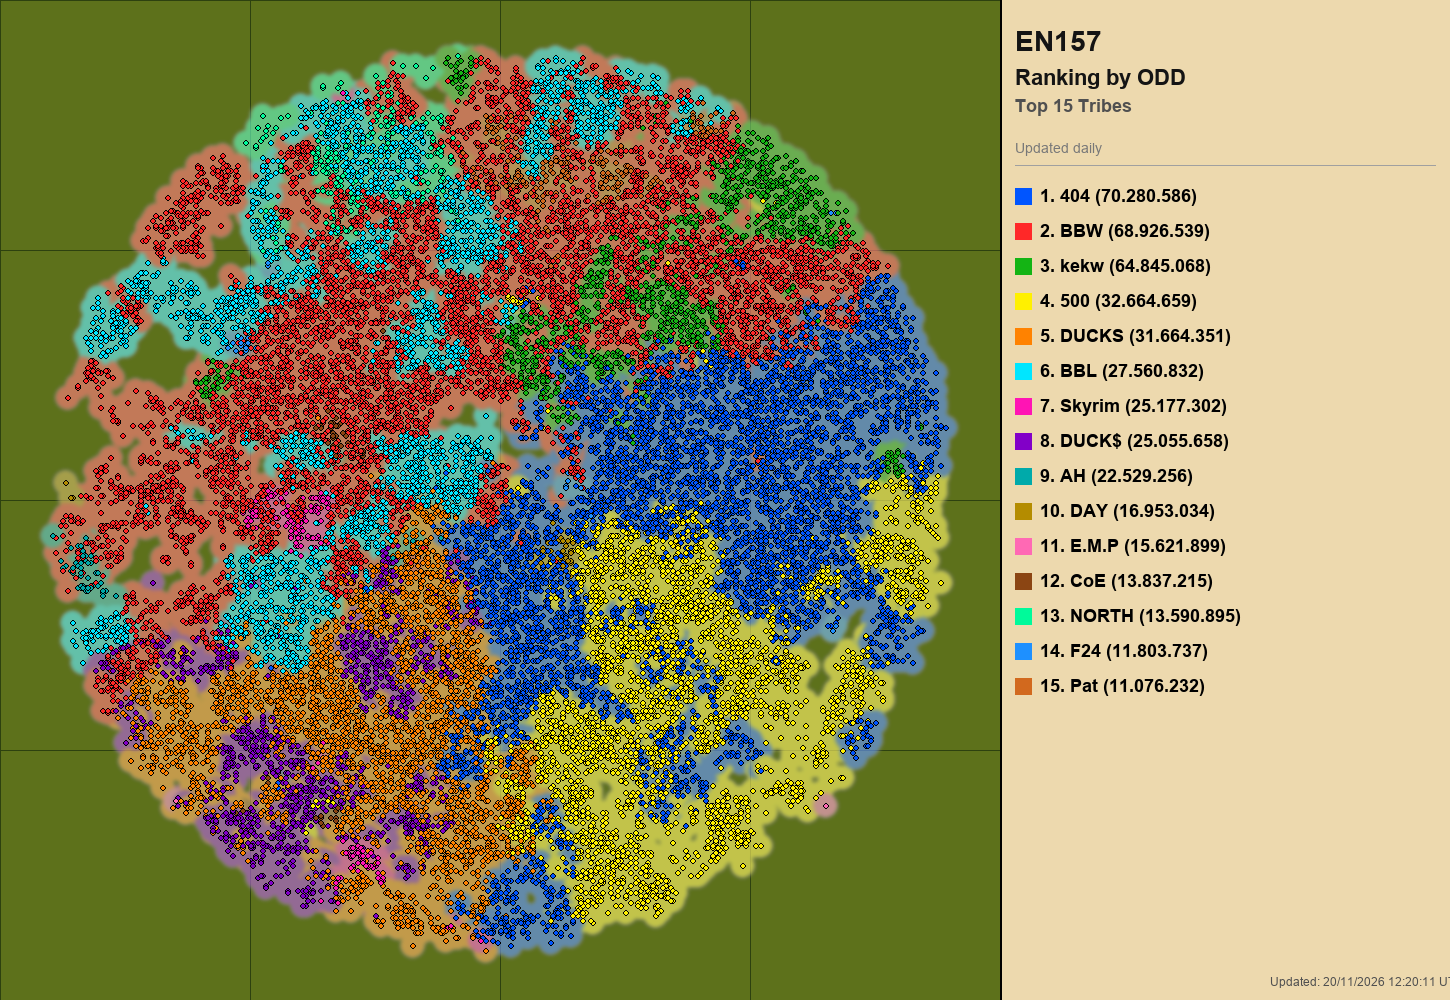 EN157
Ranking by ODD
Top 15 Tribes
Updated daily
1. 404 (70.280.586)
2. BBW (68.926.539)
3. kekw (64.845.068)
4. 500 (32.664.659)
5. DUCKS (31.664.351)
6. BBL (27.560.832)
7. Skyrim (25.177.302)
8. DUCK$ (25.055.658)
9. AH (22.529.256)
10. DAY (16.953.034)
11. E.M.P (15.621.899)
12. CoE (13.837.215)
13. NORTH (13.590.895)
14. F24 (11.803.737)
15. Pat (11.076.232)
Updated: 20/11/2026 12:20:11 U